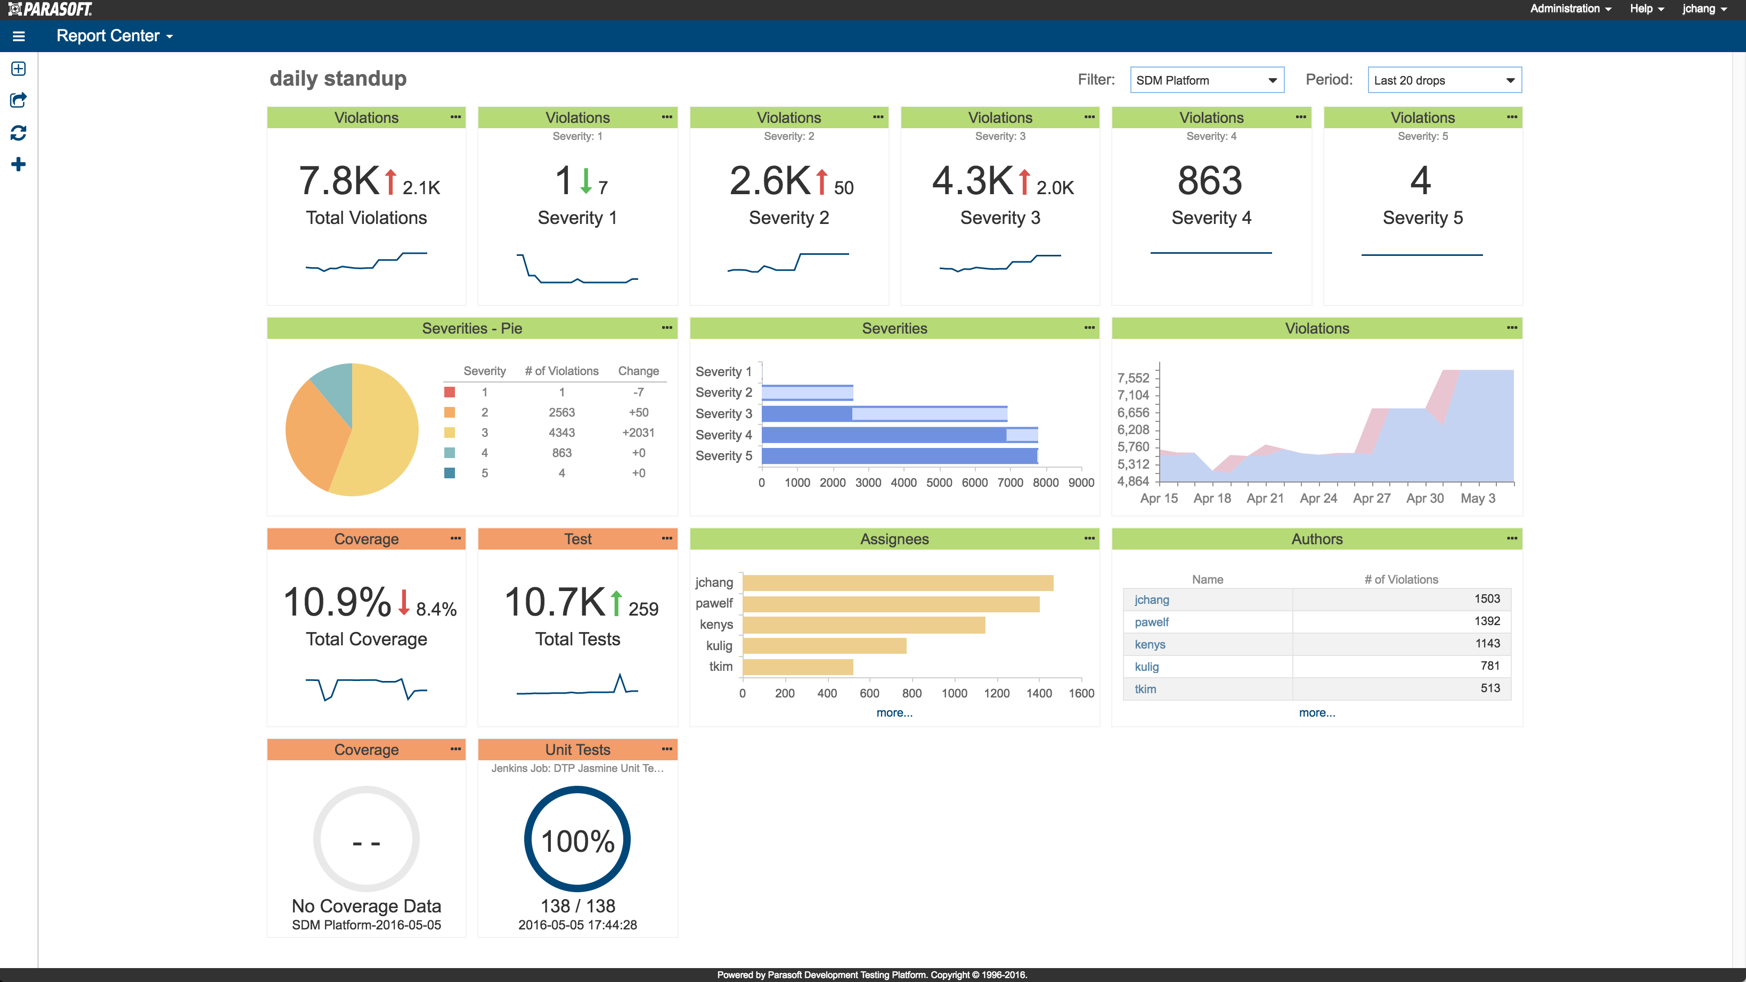 PARASOFT
Administration
Help
jchang
Report Center
daily standup
Filter:
SDM Platform
Period:
Last 20 drops
Violations
7.8K 2.1K
Total Violations
Violations
Severity: 1
1 7
Severity 1
Violations
Severity: 2
2.6K 50
Severity 2
Violations
Severity: 3
4.3K 2.0K
Severity 3
Violations
Severity: 4
863
Severity 4
Violations
Severity: 5
4
Severity 5
Severities - Pie
Severity # of Violations Change
1 1 -7
2 2563 +50
3 4343 +2031
4 863 +0
5 4 +0
Severities
Severity 1
Severity 2
Severity 3
Severity 4
Severity 5
0 1000 2000 3000 4000 5000 6000 7000 8000 9000
Violations
7,552
7,104
6,656
6,208
5,760
5,312
4,864
Apr 15 Apr 18 Apr 21 Apr 24 Apr 27 Apr 30 May 3
Coverage
10.9% 8.4%
Total Coverage
Test
10.7K 259
Total Tests
Assignees
jchang
pawelf
kenys
kulig
tkim
0 200 400 600 800 1000 1200 1400 1600
more...
Authors
Name # of Violations
jchang 1503
pawelf 1392
kenys 1143
kulig 781
tkim 513
more...
Coverage
- -
No Coverage Data
SDM Platform-2016-05-05
Unit Tests
Jenkins Job: DTP Jasmine Unit Te...
100%
138 / 138
2016-05-05 17:44:28
Powered by Parasoft Development Testing Platform. Copyright © 1996-2016.